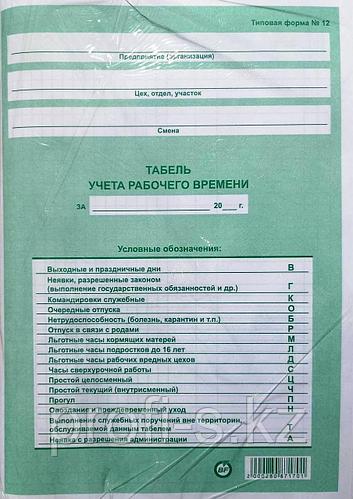 Типовая форма № 12
Предприятие (организация)
Цех, отдел, участок
Смена
ТАБЕЛЬ
УЧЕТА РАБОЧЕГО ВРЕМЕНИ
ЗА 20 г.
Условные обозначения:
Выходные и праздничные дни В
Неявки, разрешенные законом
(выполнение государственных обязанностей и др.) Г
Командировки служебные К
Очередные отпуска О
Нетрудоспособность (болезнь, карантин и т.п.) Б
Отпуск в связи с родами Р
Льготные часы кормящих матерей М
Льготные часы подростков до 16 лет Л
Льготные часы рабочих вредных цехов Д
Часы сверхурочной работы С
Простой целосменный Ц
Простой текущий (внутрисменный) Ч
Прогул П
Опоздание и преждевременный уход Н
Выполнение служебных поручений вне территории,
обслуживаемой данным табелем Т
Неявка с разрешения администрации А
profi-s.kz
BF
2000280671701